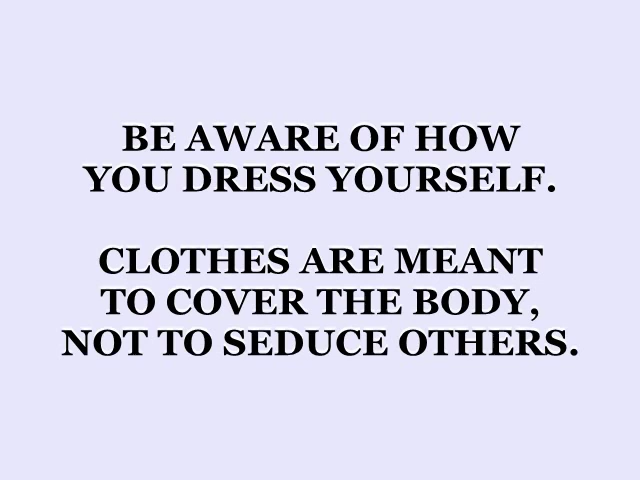 BE AWARE OF HOW
YOU DRESS YOURSELF.
CLOTHES ARE MEANT
TO COVER THE BODY,
NOT TO SEDUCE OTHERS.